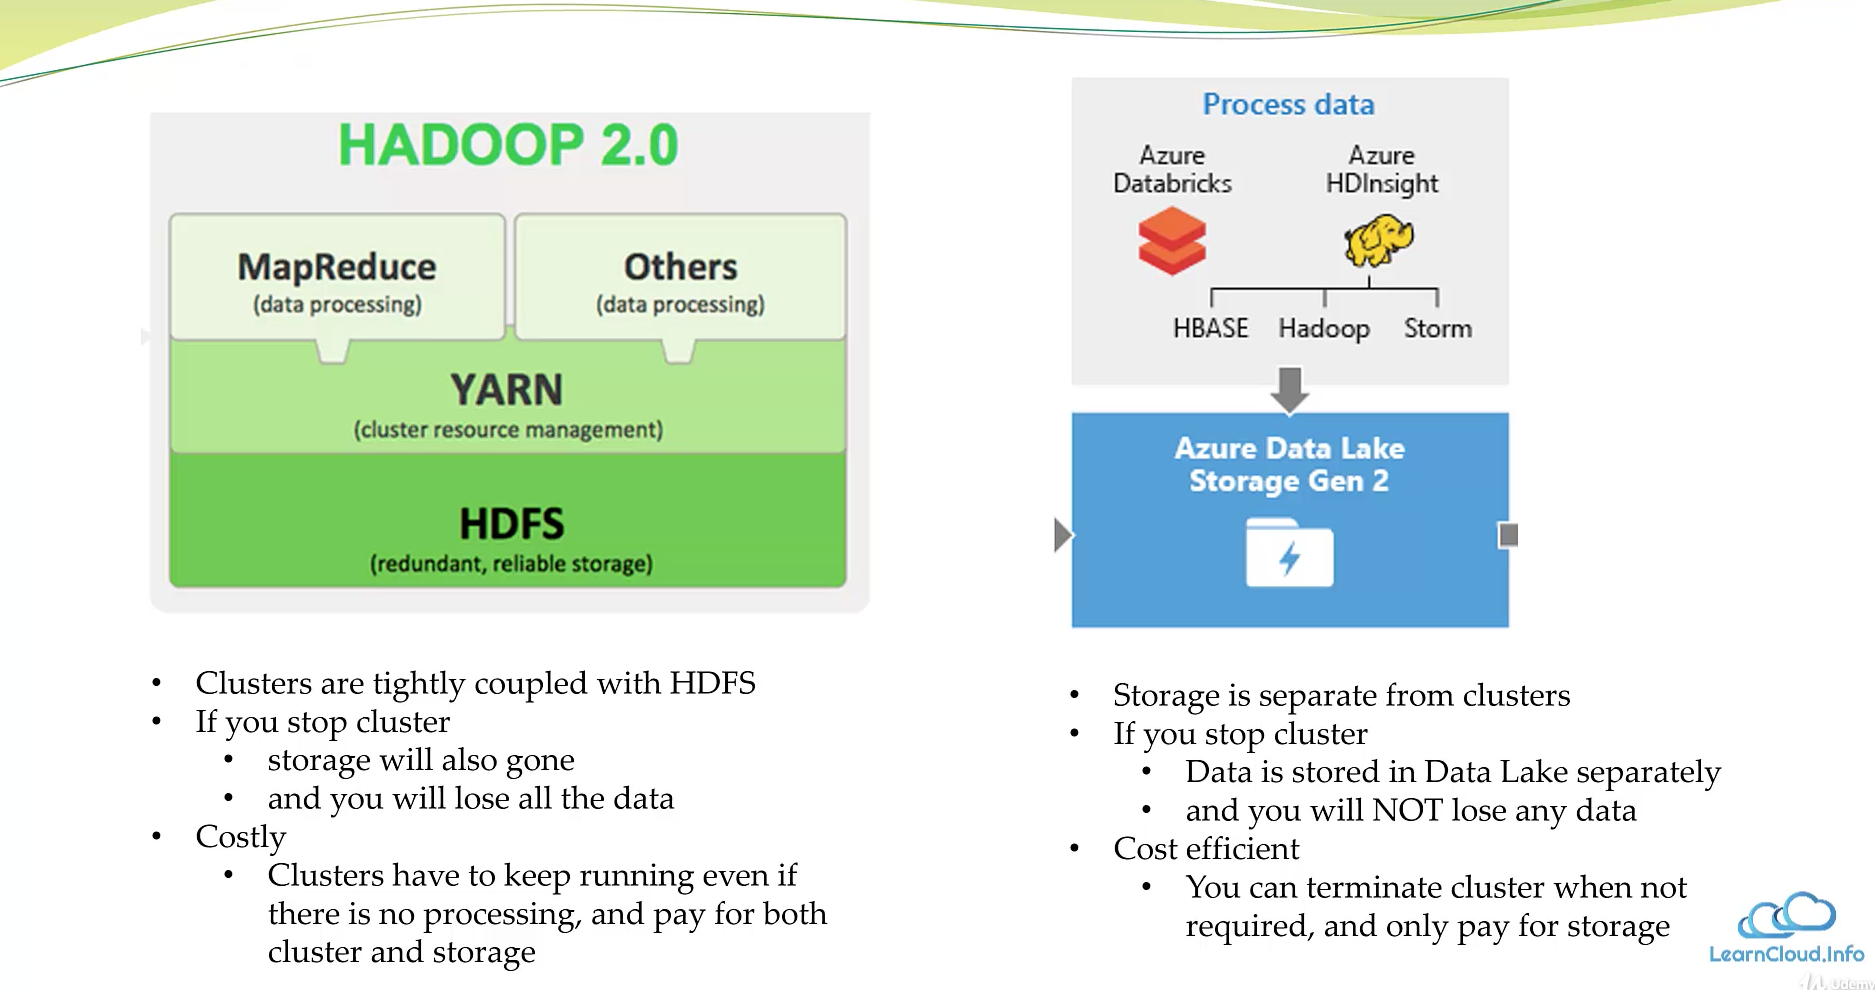 HADOOP 2.0
MapReduce
(data processing)
Others
(data processing)
YARN
(cluster resource management)
HDFS
(redundant, reliable storage)
• Clusters are tightly coupled with HDFS
• If you stop cluster
• storage will also gone
• and you will lose all the data
• Costly
• Clusters have to keep running even if
there is no processing, and pay for both
cluster and storage
Process data
Azure
Databricks
Azure
HDInsight
HBASE Hadoop Storm
Azure Data Lake
Storage Gen 2
• Storage is separate from clusters
• If you stop cluster
• Data is stored in Data Lake separately
• and you will NOT lose any data
• Cost efficient
• You can terminate cluster when not
required, and only pay for storage
LearnCloud.Info
Udemy